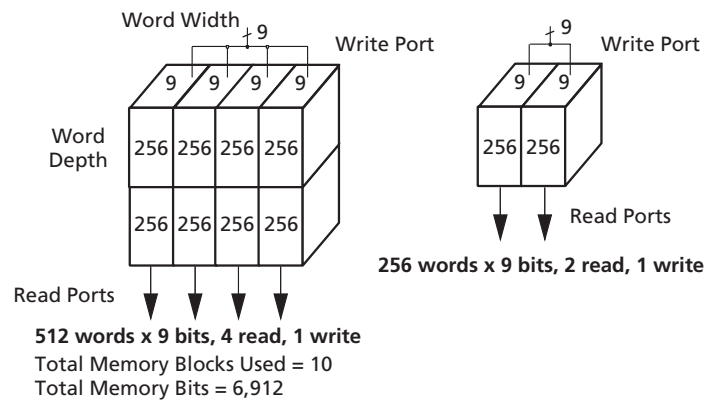 Word Width
9
Write Port
9 9 9 9
Word
Depth
256 256 256 256
256 256 256 256
Read Ports
512 words x 9 bits, 4 read, 1 write
Total Memory Blocks Used = 10
Total Memory Bits = 6,912
9
Write Port
9 9
256 256
Read Ports
256 words x 9 bits, 2 read, 1 write